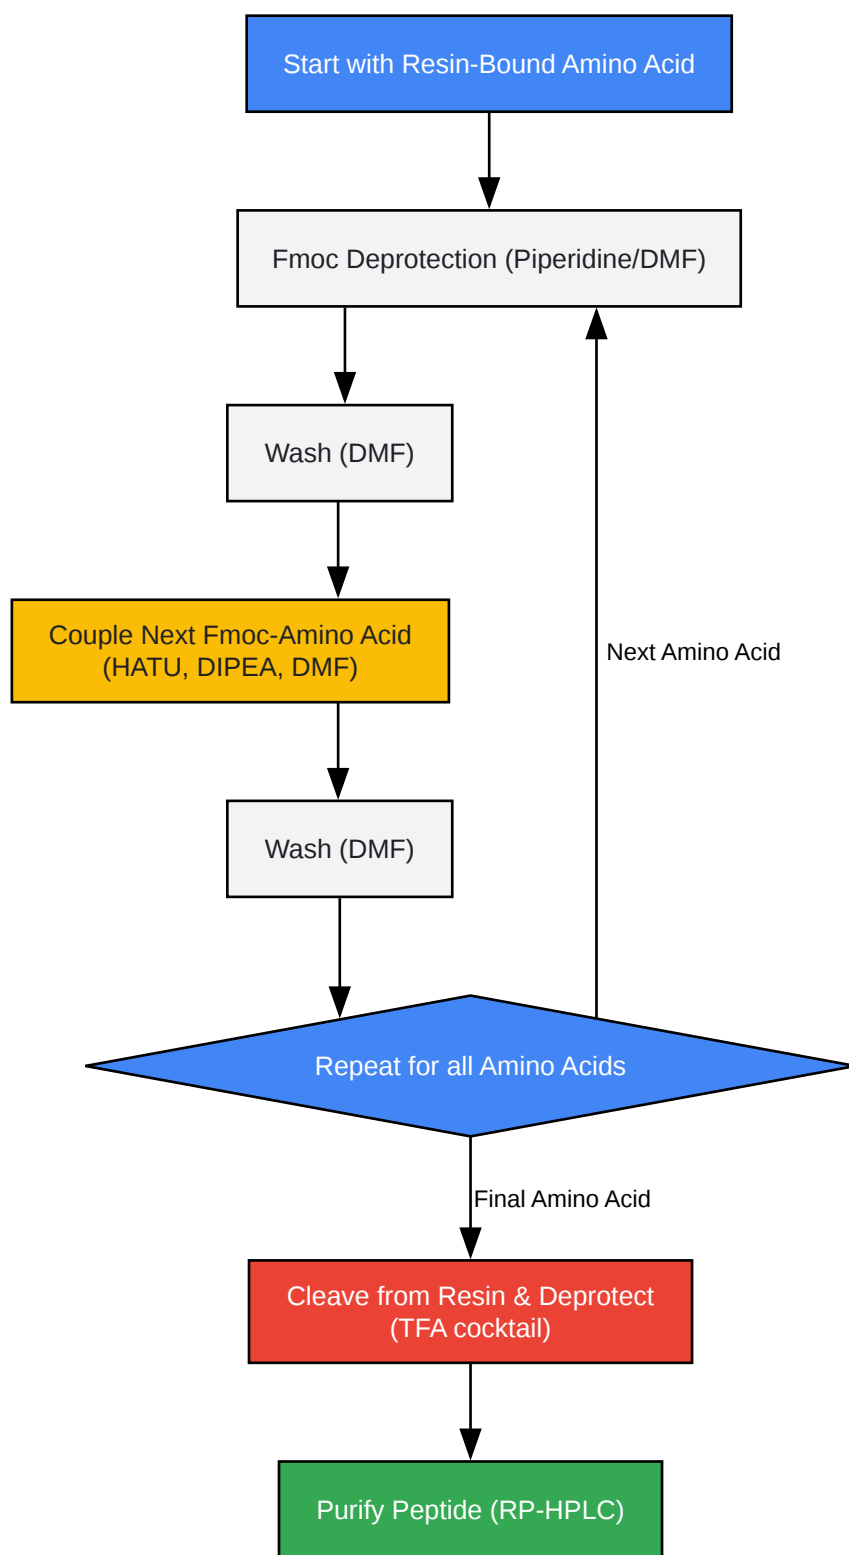 Start with Resin-Bound Amino Acid
Fmoc Deprotection (Piperidine/DMF)
Wash (DMF)
Couple Next Fmoc-Amino Acid
(HATU, DIPEA, DMF)
Next Amino Acid
Wash (DMF)
Repeat for all Amino Acids
Final Amino Acid
Cleave from Resin & Deprotect
(TFA cocktail)
Purify Peptide (RP-HPLC)